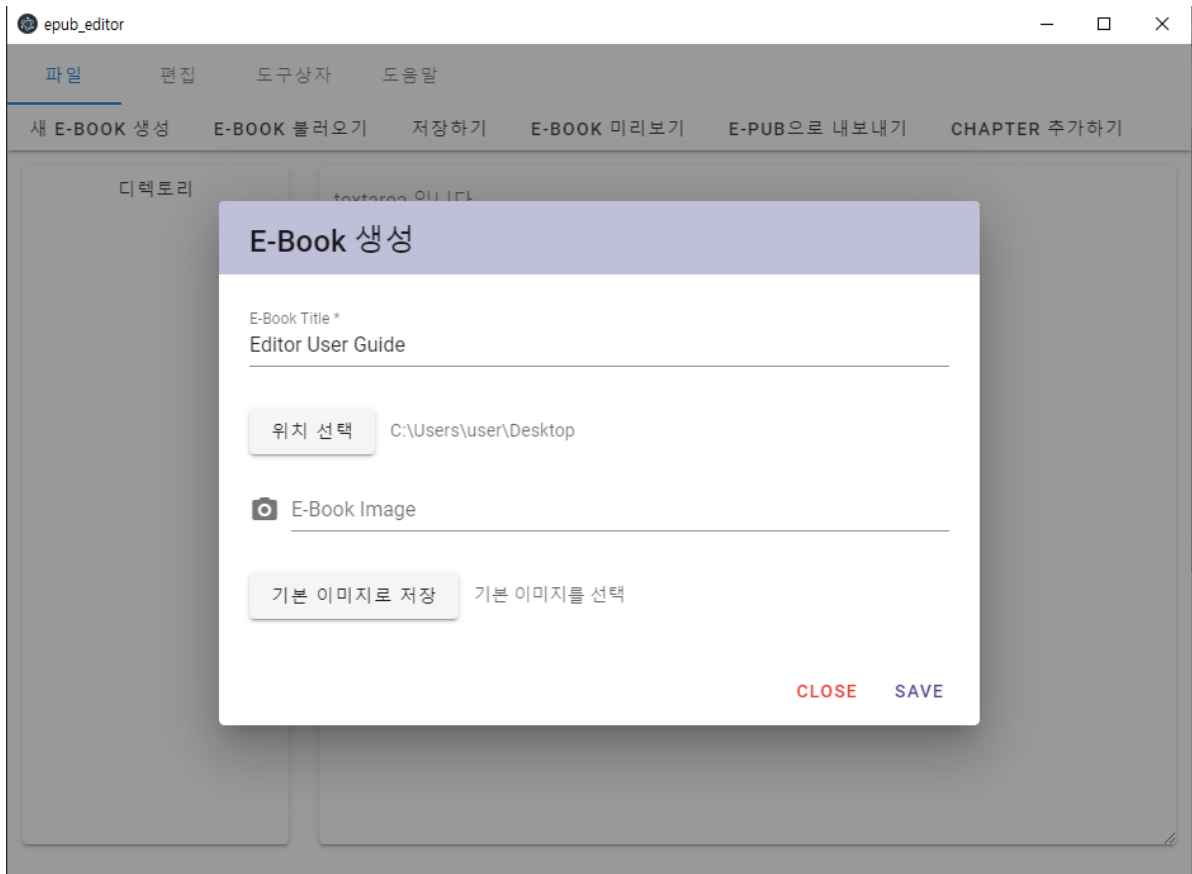 epub_editor
파일 편집 도구상자 도움말
새 E-BOOK 생성 E-BOOK 불러오기 저장하기 E-BOOK 미리보기 E-PUB으로 내보내기 CHAPTER 추가하기
디렉토리
textarea 입니다
E-Book 생성
E-Book Title *
Editor User Guide
위치 선택 C:\Users\user\Desktop
E-Book Image
기본 이미지로 저장 기본 이미지를 선택
CLOSE SAVE